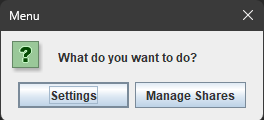 Menu
?
What do you want to do?
Settings
Manage Shares